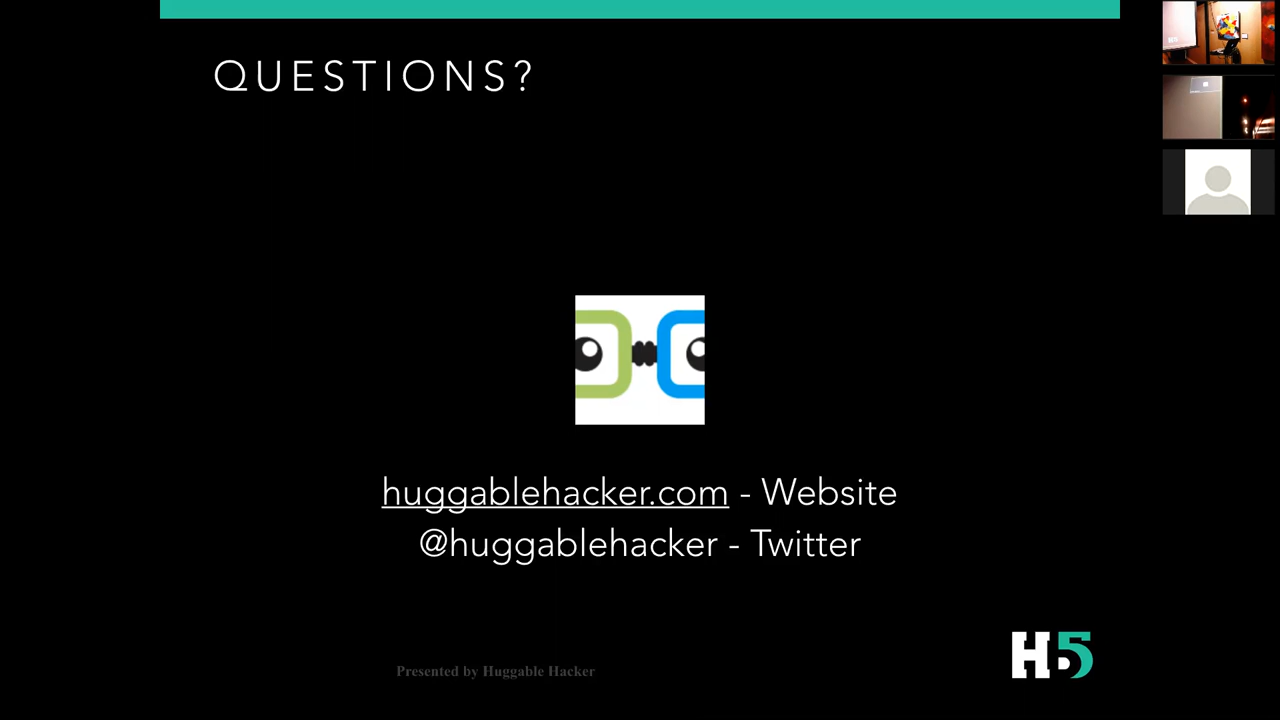 QUESTIONS?
huggablehacker.com - Website
@huggablehacker - Twitter
Presented by Huggable Hacker
H5